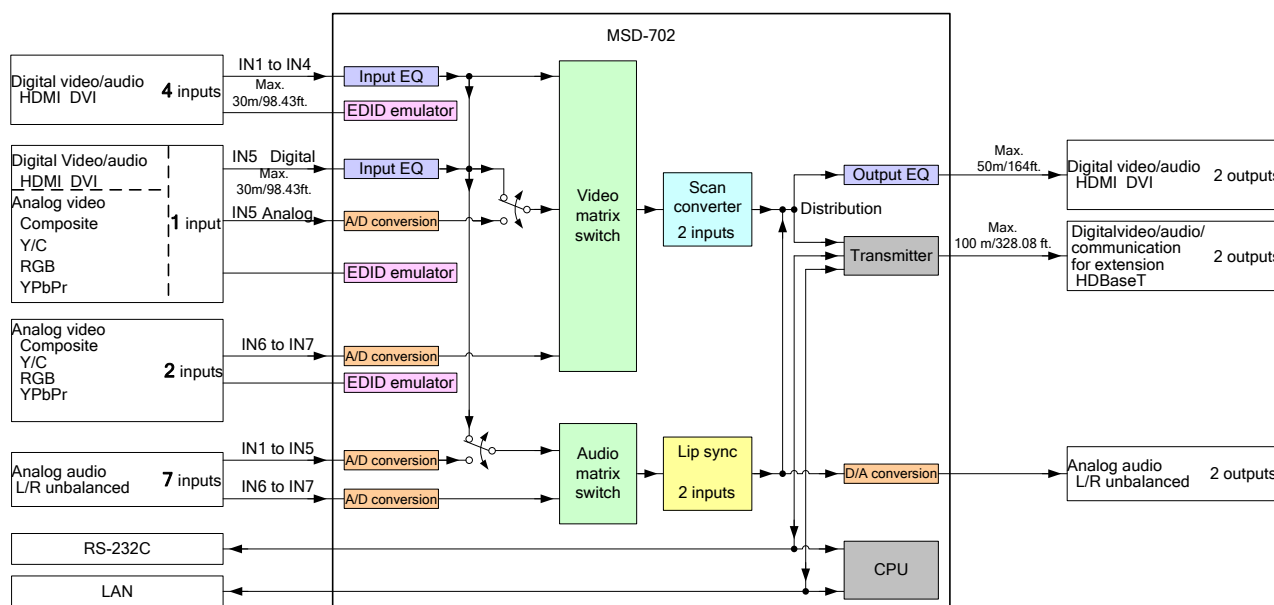 MSD-702
Digital video/audio
HDMI DVI
4 inputs
IN1 to IN4
Max.
30m/98.43ft.
Input EQ
EDID emulator
Digital Video/audio
HDMI DVI
Analog video
Composite
Y/C
RGB
YPbPr
1 input
IN5 Digital
Max.
30m/98.43ft.
IN5 Analog
Input EQ
A/D conversion
EDID emulator
Analog video
Composite
Y/C
RGB
YPbPr
2 inputs
IN6 to IN7
A/D conversion
EDID emulator
Analog audio
L/R unbalanced
7 inputs
IN1 to IN5
IN6 to IN7
A/D conversion
A/D conversion
RS-232C
LAN
Video
matrix
switch
Scan
converter
2 inputs
Audio
matrix
switch
Lip sync
2 inputs
Distribution
Output EQ
Transmitter
D/A conversion
CPU
Max.
50m/164ft.
Max.
100 m/328.08 ft.
Digital video/audio
HDMI DVI
2 outputs
Digitalvideo/audio/
communication
for extension
HDBaseT
2 outputs
Analog audio
L/R unbalanced
2 outputs